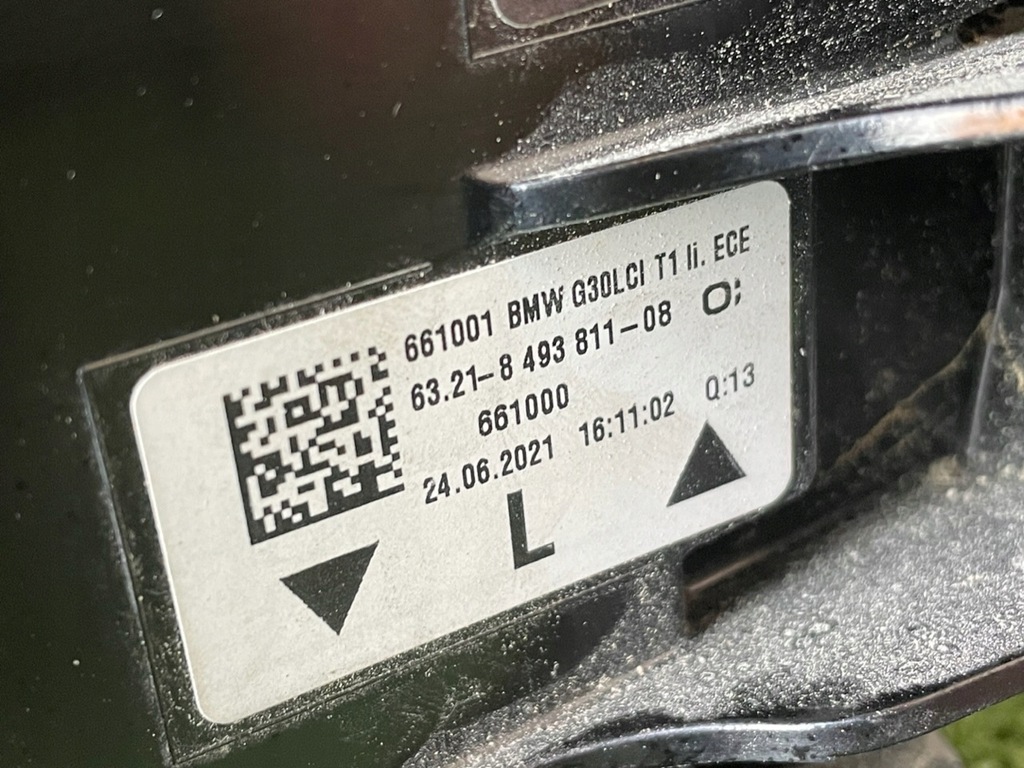 661001 BMW G30LCI T1 li. ECE
63.21-8 493 811-08 O;
661000
24.06.2021 16:11:02 Q:13
L